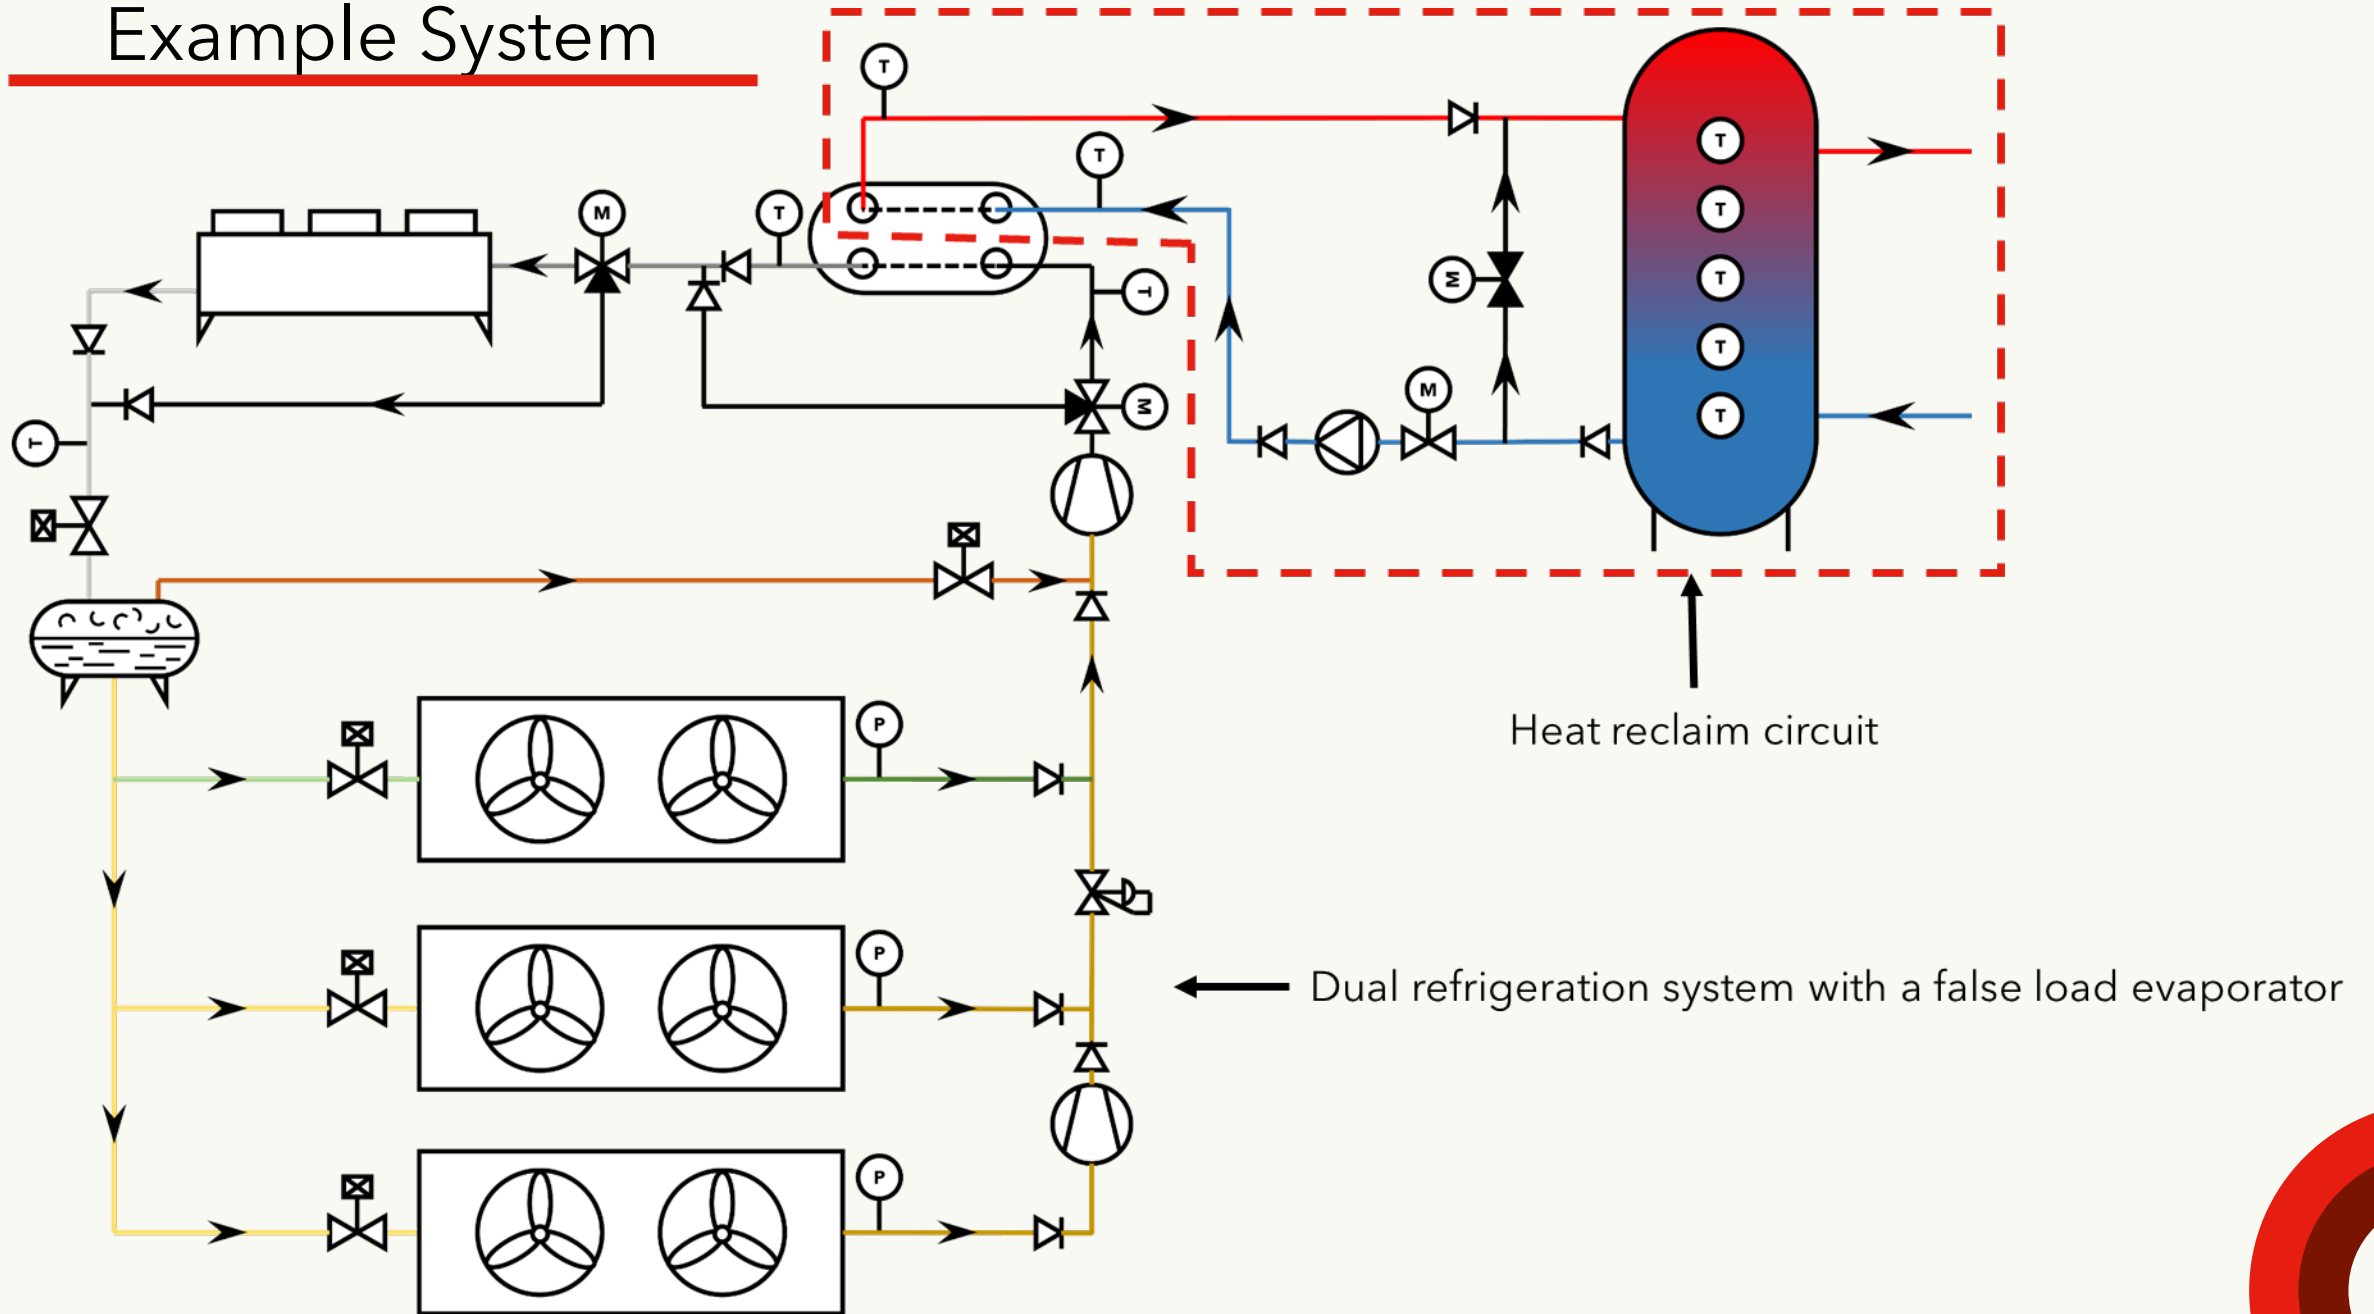 Example System
T
T
M
T
T
T
T
T
M
T
M
M
T
T
T
Heat reclaim circuit
P
P
Dual refrigeration system with a false load evaporator
P